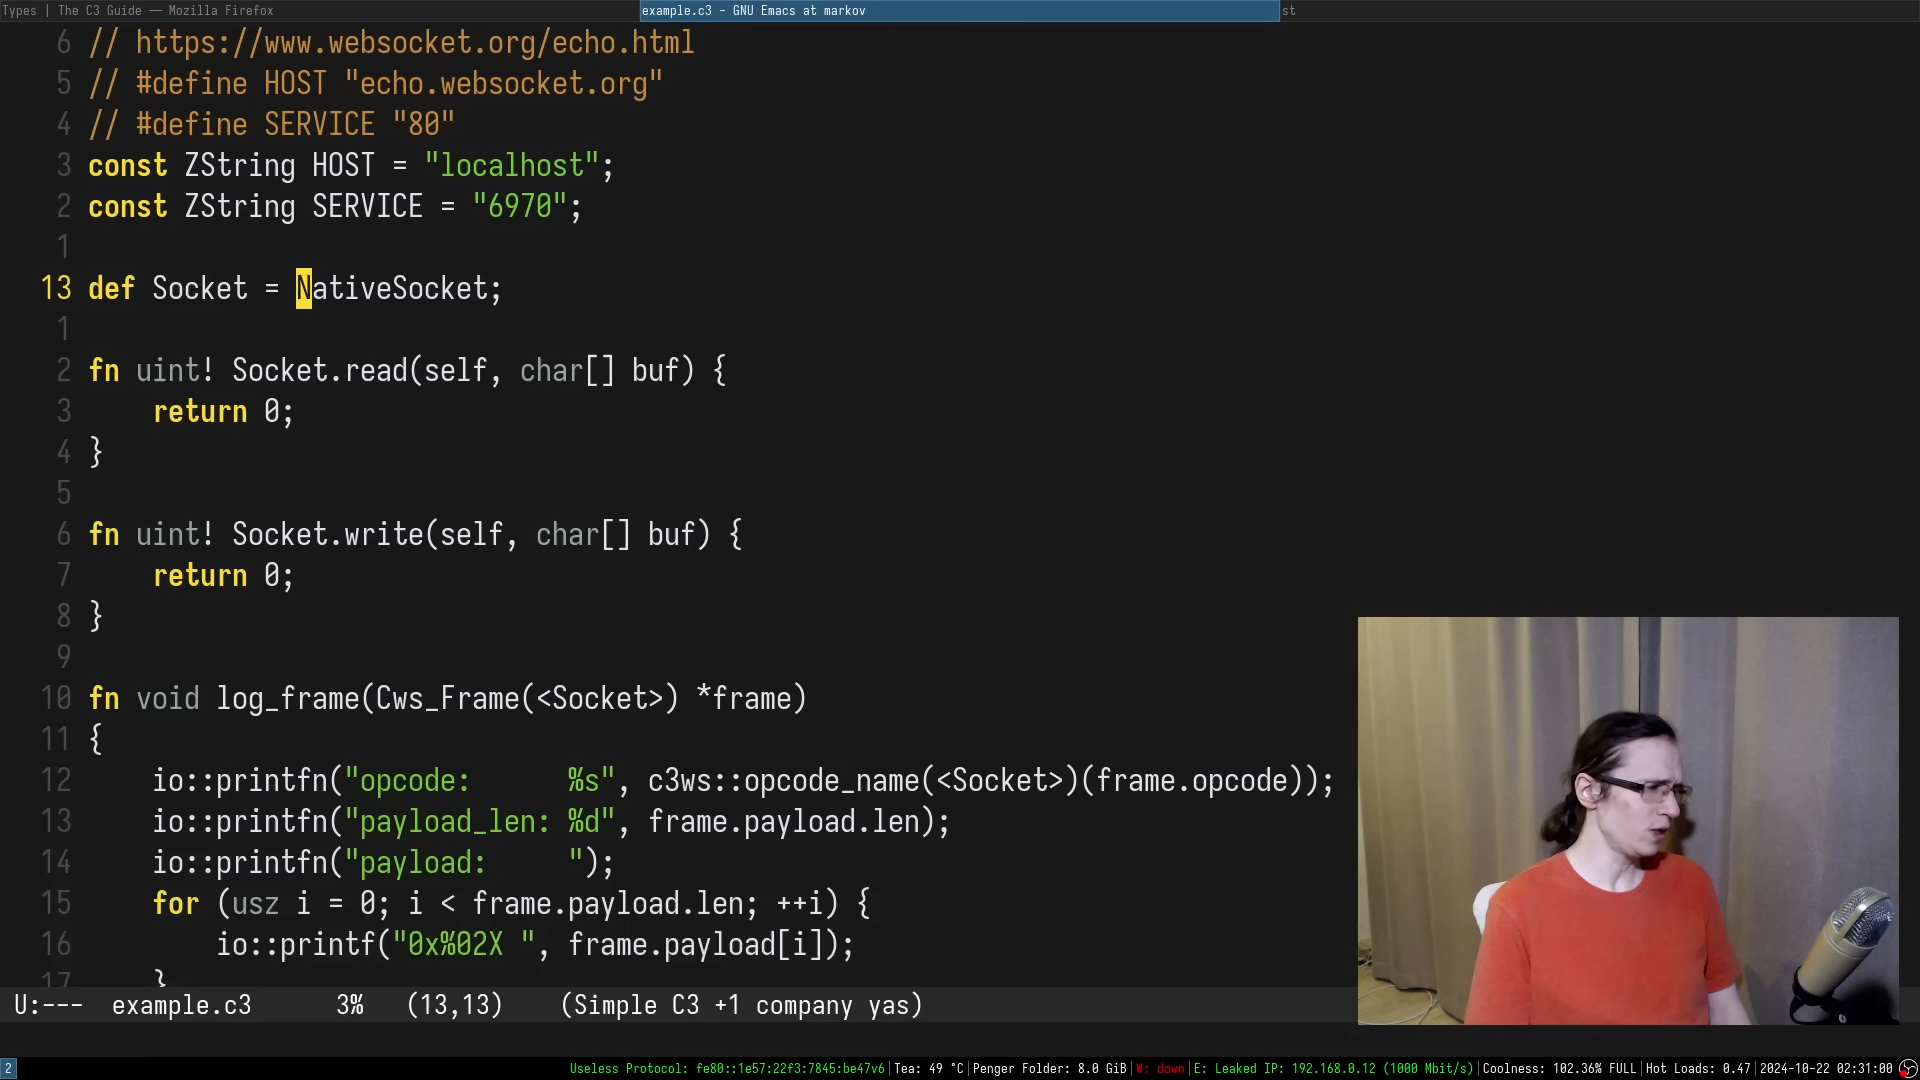 Types | The C3 Guide — Mozilla Firefox
example.c3 - GNU Emacs at markov
st
6 // https://www.websocket.org/echo.html
5 // #define HOST "echo.websocket.org"
4 // #define SERVICE "80"
3 const ZString HOST = "localhost";
2 const ZString SERVICE = "6970";
1
13 def Socket = NativeSocket;
1
2 fn uint! Socket.read(self, char[] buf) {
3     return 0;
4 }
5
6 fn uint! Socket.write(self, char[] buf) {
7     return 0;
8 }
9
10 fn void log_frame(Cws_Frame(<Socket>) *frame)
11 {
12     io::printfn("opcode:      %s", c3ws::opcode_name(<Socket>)(frame.opcode));
13     io::printfn("payload_len: %d", frame.payload.len);
14     io::printfn("payload:     ");
15     for (usz i = 0; i < frame.payload.len; ++i) {
16         io::printf("0x%02X ", frame.payload[i]);
17     }
U:--- example.c3 3% (13,13) (Simple C3 +1 company yas)
2 Useless Protocol: fe80::1e57:22f3:7845:be47v6|Tea: 49 °C|Penger Folder: 8.0 GiB|W: down|E: Leaked IP: 192.168.0.12 (1000 Mbit/s)|Coolness: 102.36% FULL|Hot Loads: 0.47|2024-10-22 02:31:00